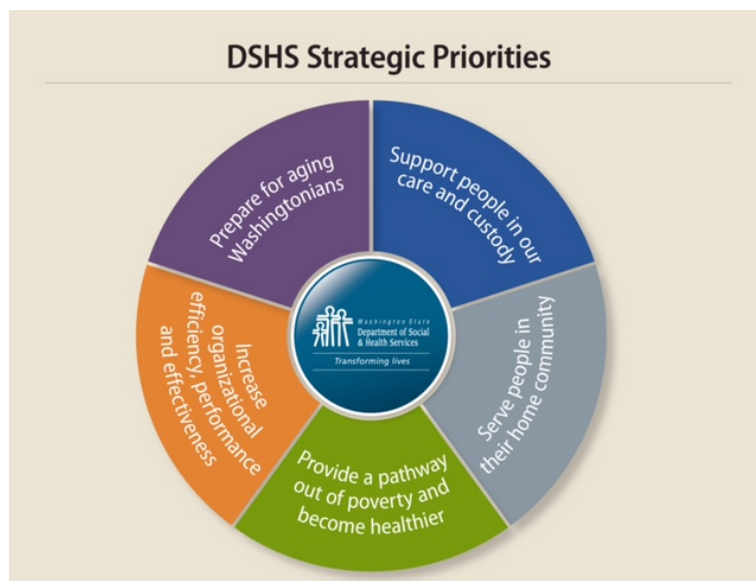 DSHS Strategic Priorities
Prepare for aging
Washingtonians
Support people in our
care and custody
Serve people in
their home community
Provide a pathway
out of poverty and
become healthier
Increase
organizational
efficiency, performance
and effectiveness
Washington State
Department of Social
& Health Services
Transforming lives